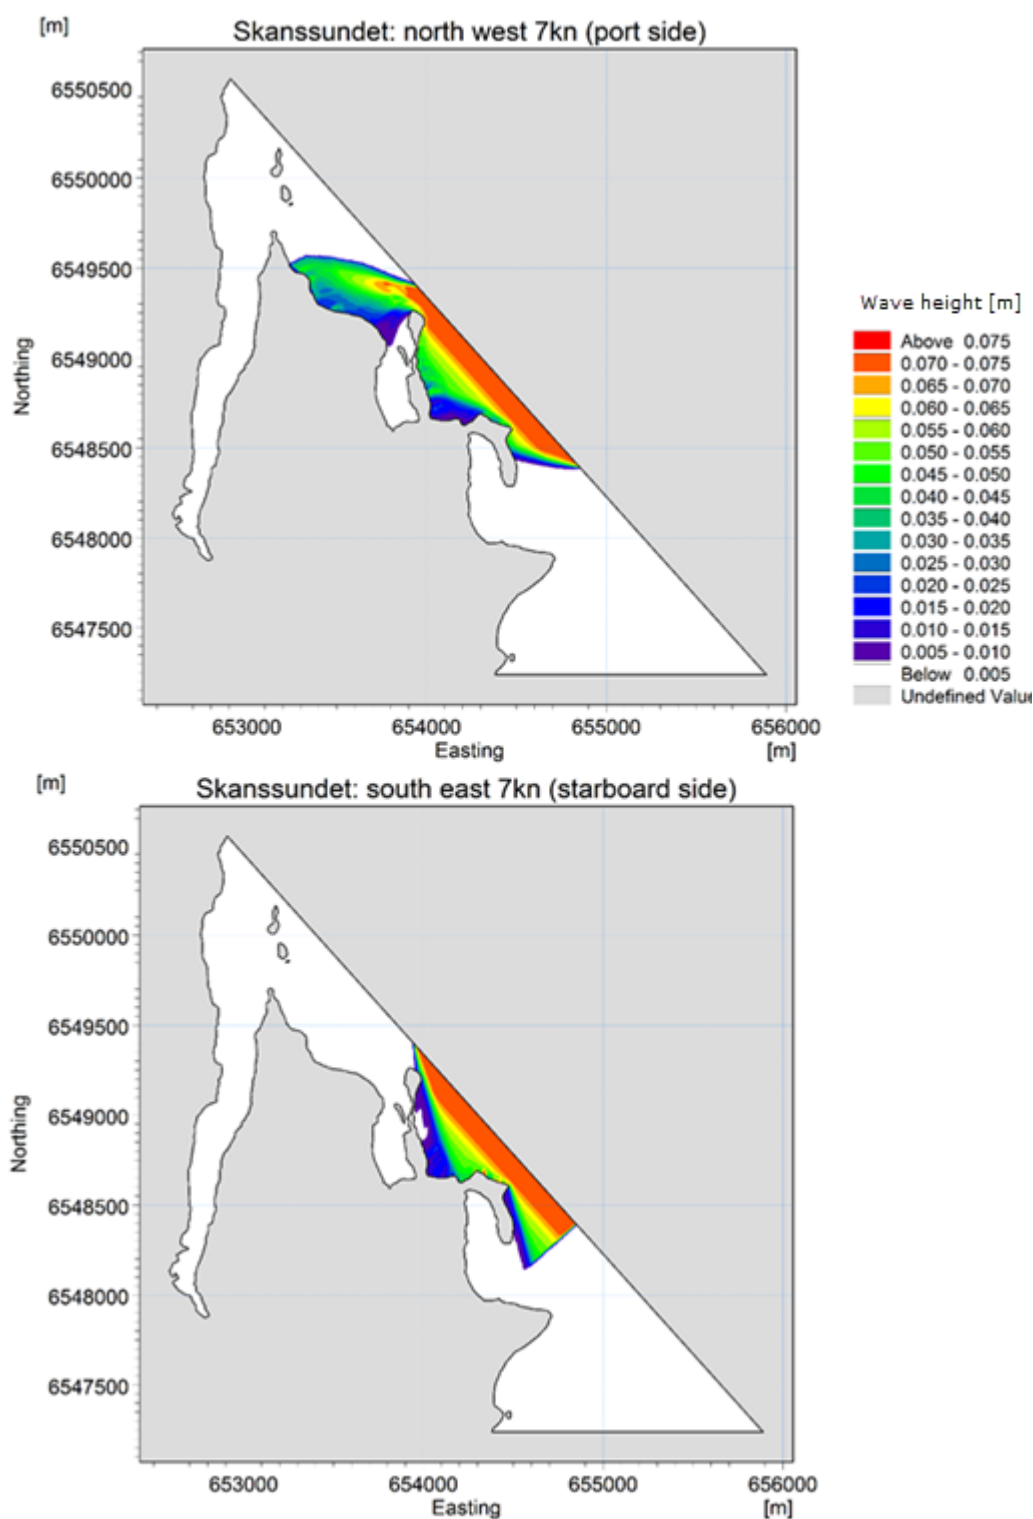 [m]
Skanssundet: north west 7kn (port side)
6550500
6550000
6549500
6549000
6548500
6548000
6547500
Northing
653000 654000 655000 656000
Easting [m]
Wave height [m]
Above 0.075
0.070 - 0.075
0.065 - 0.070
0.060 - 0.065
0.055 - 0.060
0.050 - 0.055
0.045 - 0.050
0.040 - 0.045
0.035 - 0.040
0.030 - 0.035
0.025 - 0.030
0.020 - 0.025
0.015 - 0.020
0.010 - 0.015
0.005 - 0.010
Below 0.005
Undefined Value
[m]
Skanssundet: south east 7kn (starboard side)
6550500
6550000
6549500
6549000
6548500
6548000
6547500
Northing
653000 654000 655000 656000
Easting [m]